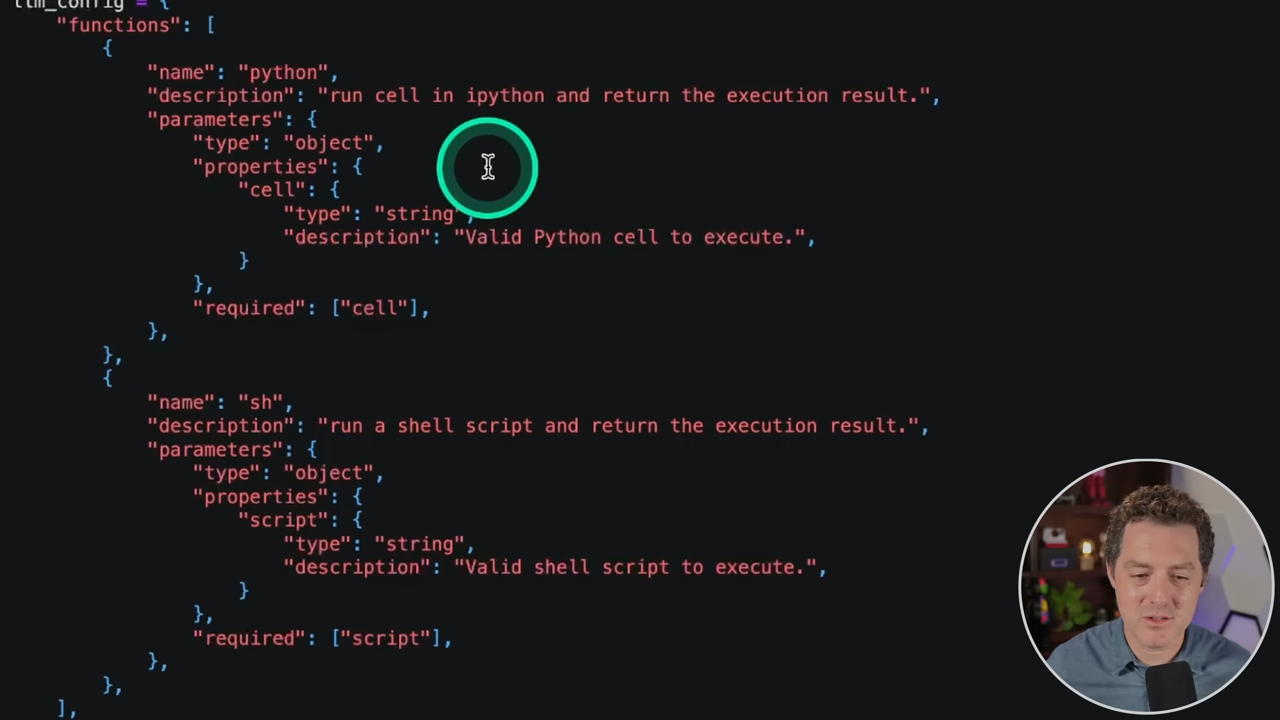 llm_config = {
"functions": [
{
"name": "python",
"description": "run cell in ipython and return the execution result.",
"parameters": {
"type": "object",
"properties": {
"cell": {
"type": "string",
"description": "Valid Python cell to execute.",
}
},
"required": ["cell"],
},
},
{
"name": "sh",
"description": "run a shell script and return the execution result.",
"parameters": {
"type": "object",
"properties": {
"script": {
"type": "string",
"description": "Valid shell script to execute.",
}
},
"required": ["script"],
},
},
],